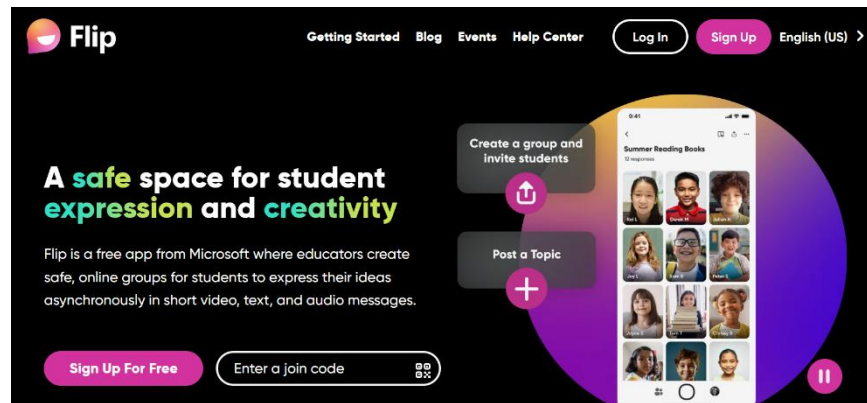 Flip
Getting Started Blog Events Help Center
Log In
Sign Up
English (US)
A safe space for student
expression and creativity
Flip is a free app from Microsoft where educators create
safe, online groups for students to express their ideas
asynchronously in short video, text, and audio messages.
Sign Up For Free
Enter a join code
Create a group and
invite students
Post a Topic
9:41
Summer Reading Books
12 responses
Kai L
Derek M